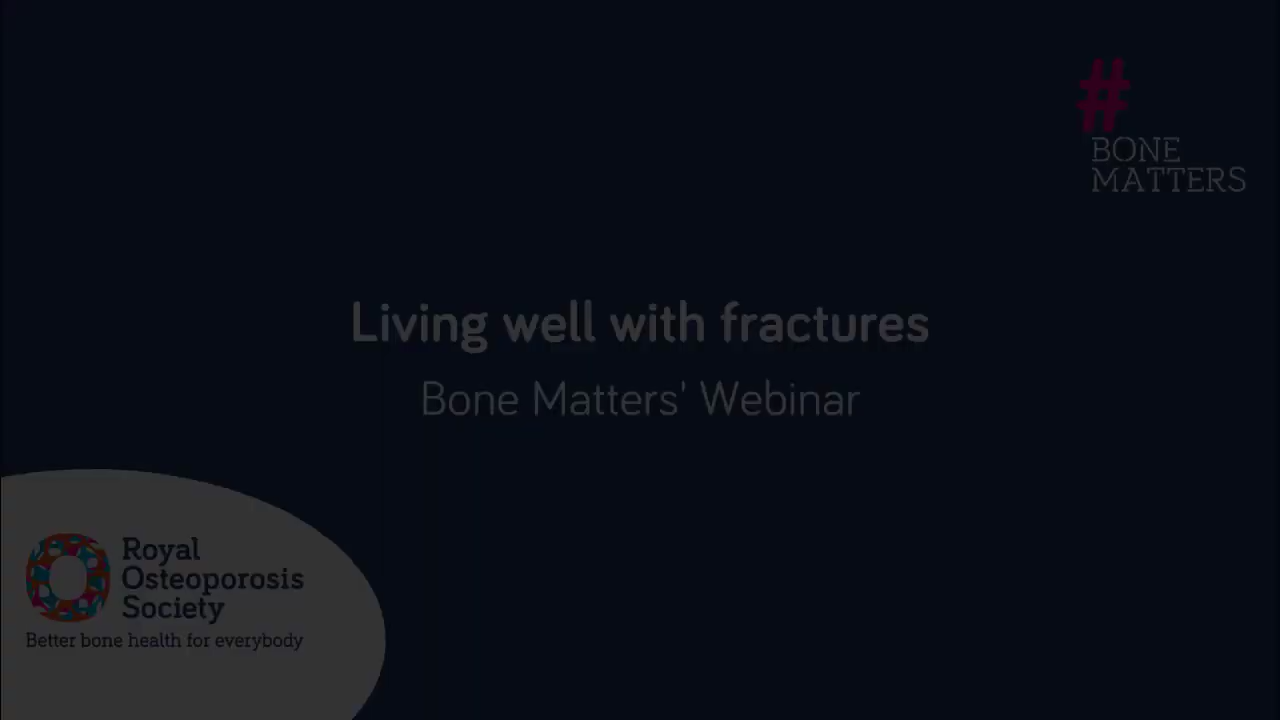 #
BONE
MATTERS
Living well with fractures
Bone Matters' Webinar
Royal
Osteoporosis
Society
Better bone health for everybody